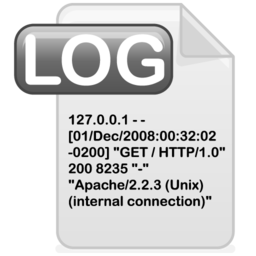 LOG
127.0.0.1 - -
[01/Dec/2008:00:32:02
-0200] "GET / HTTP/1.0"
200 8235 "-"
"Apache/2.2.3 (Unix)
(internal connection)"